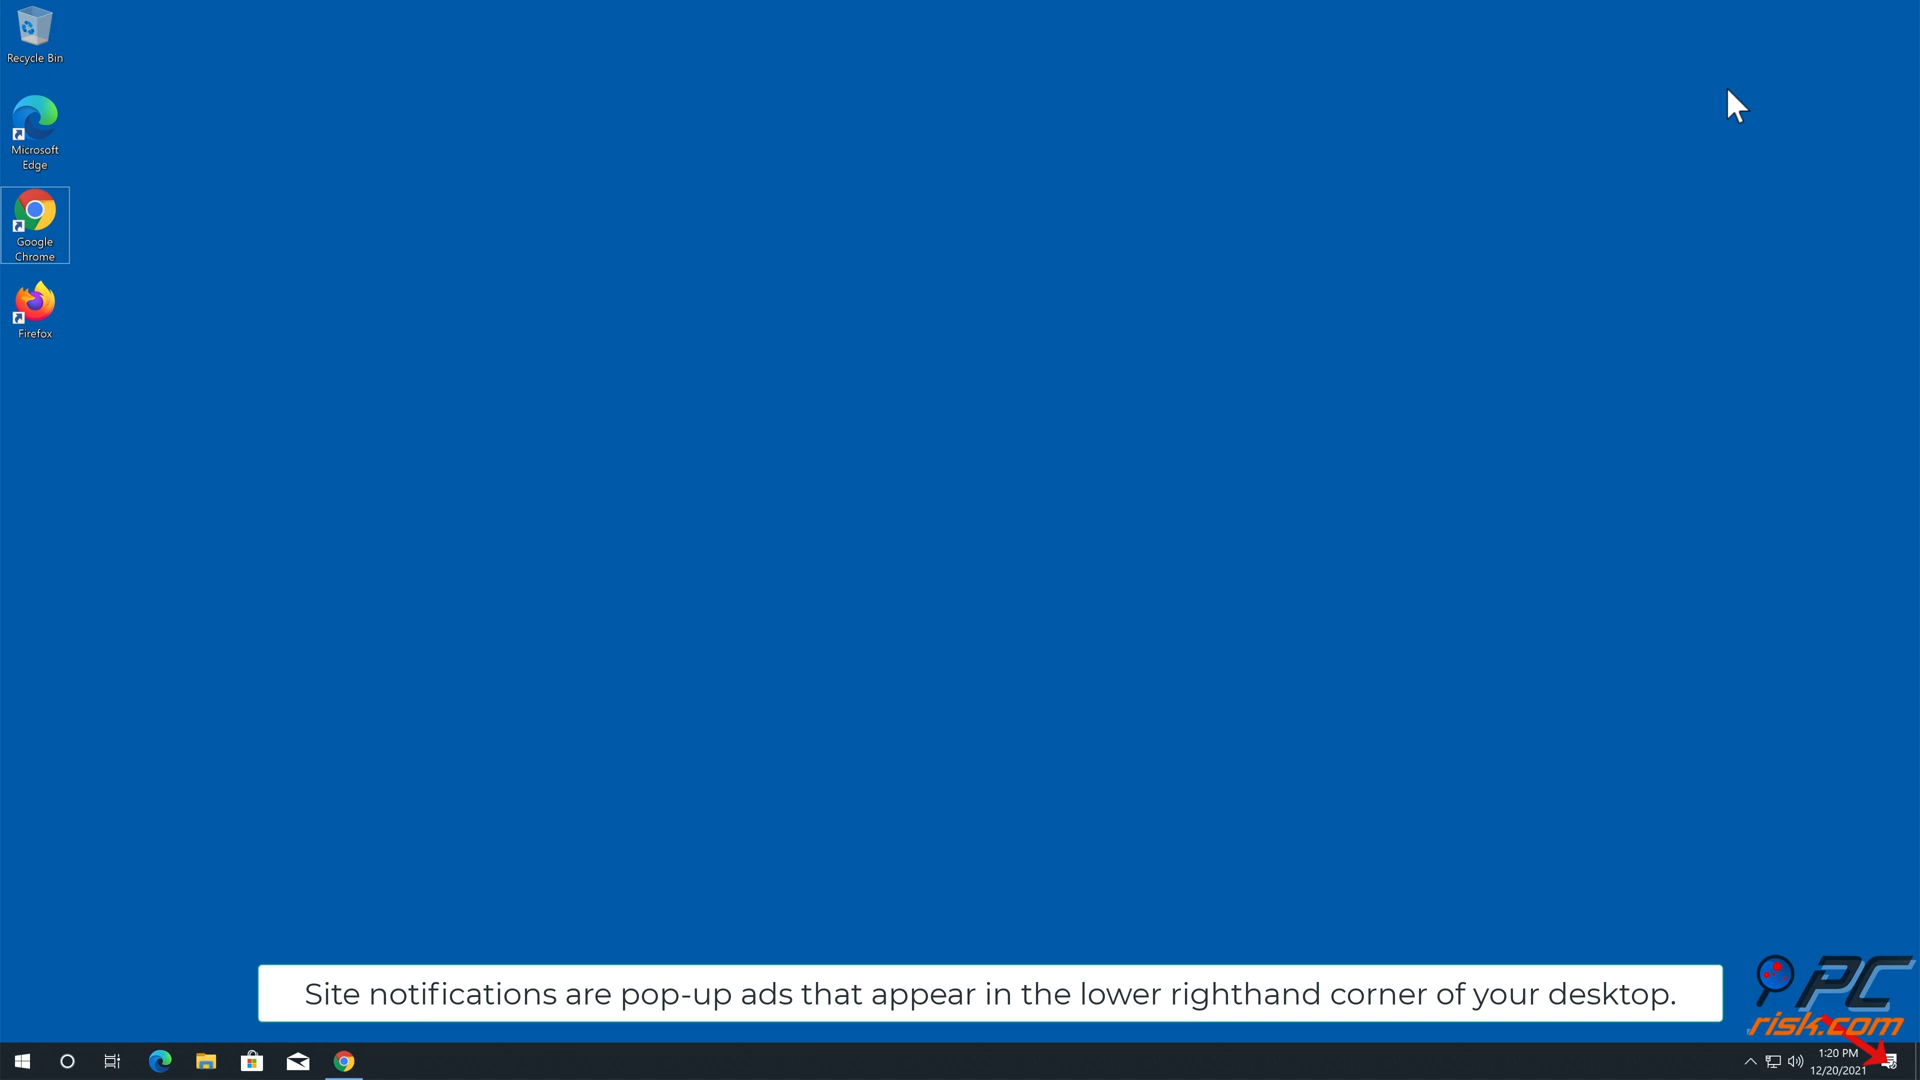 Recycle Bin
Microsoft
Edge
Google
Chrome
Firefox
Site notifications are pop-up ads that appear in the lower righthand corner of your desktop.
PC
risk.com
1:20 PM
12/20/2021